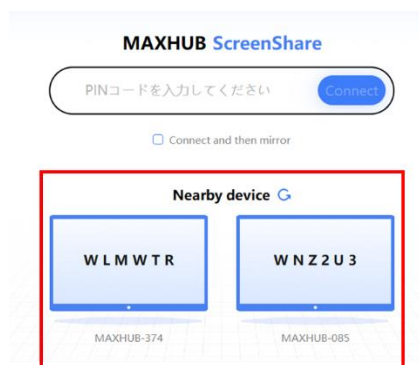 MAXHUB ScreenShare
PINコードを入力してください Connect
Connect and then mirror
Nearby device
WLMWTR WNZ2U3
MAXHUB-374 MAXHUB-085